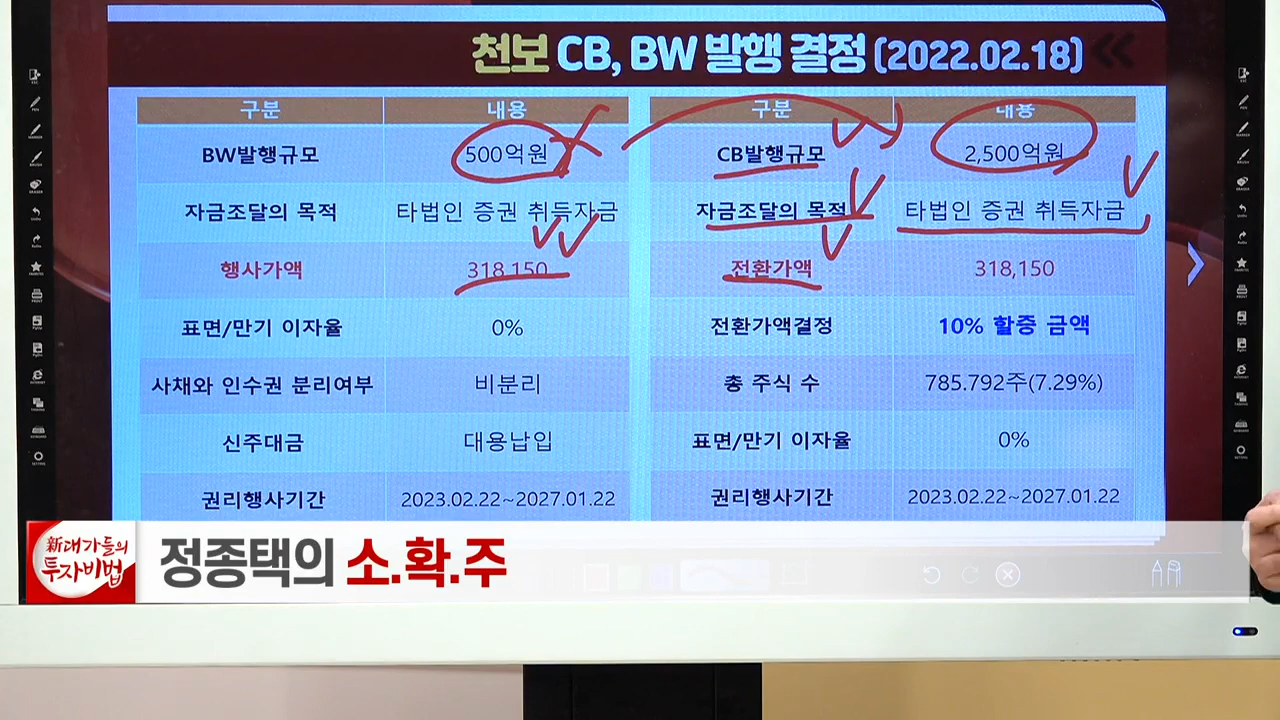 천보 CB, BW 발행 결정 (2022.02.18)
구분 내용
BW발행규모 500억원
자금조달의 목적 타법인 증권 취득자금
행사가액 318,150
표면/만기 이자율 0%
사채와 인수권 분리여부 비분리
신주대금 대용납입
권리행사기간 2023.02.22~2027.01.22
구분 내용
CB발행규모 2,500억원
자금조달의 목적 타법인 증권 취득자금
전환가액 318,150
전환가액결정 10% 할증 금액
총 주식 수 785.792주(7.29%)
표면/만기 이자율 0%
권리행사기간 2023.02.22~2027.01.22
新대가들의
투자비법
정종택의 소.확.주